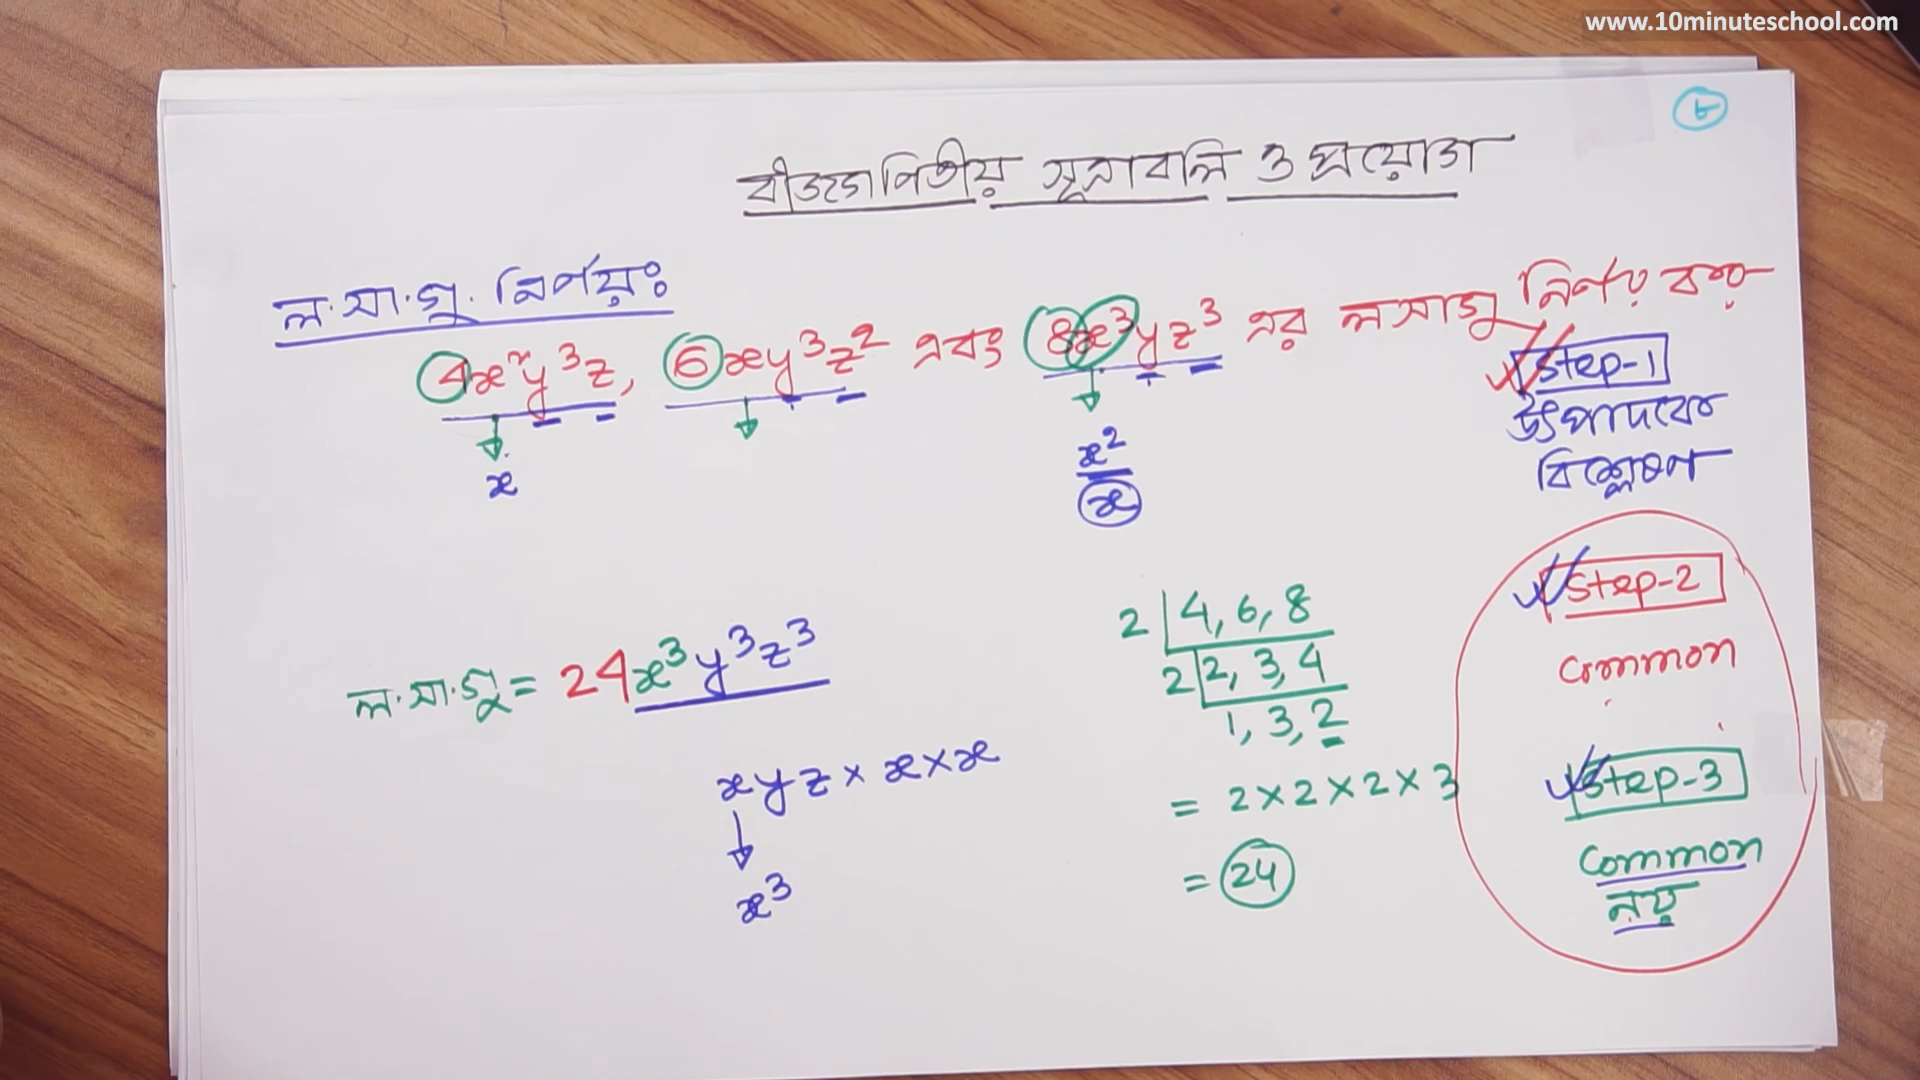 www.10minuteschool.com
৮
বীজগণিতীয় সূত্রাবলি ও প্রয়োগ
ল.সা.গু. নির্ণয়ঃ
4x²y³z, 6xy³z² এবং 8x³yz³ এর লসাগু নির্ণয় কর
x
x²
x
Step-1
উৎপাদকের
বিশ্লেষণ
ল.সা.গু = 24x³y³z³
xyz × x × x
x³
2 | 4, 6, 8
2 | 2, 3, 4
1, 3, 2
= 2 × 2 × 2 × 3
= 24
Step-2
common
Step-3
common
নয়